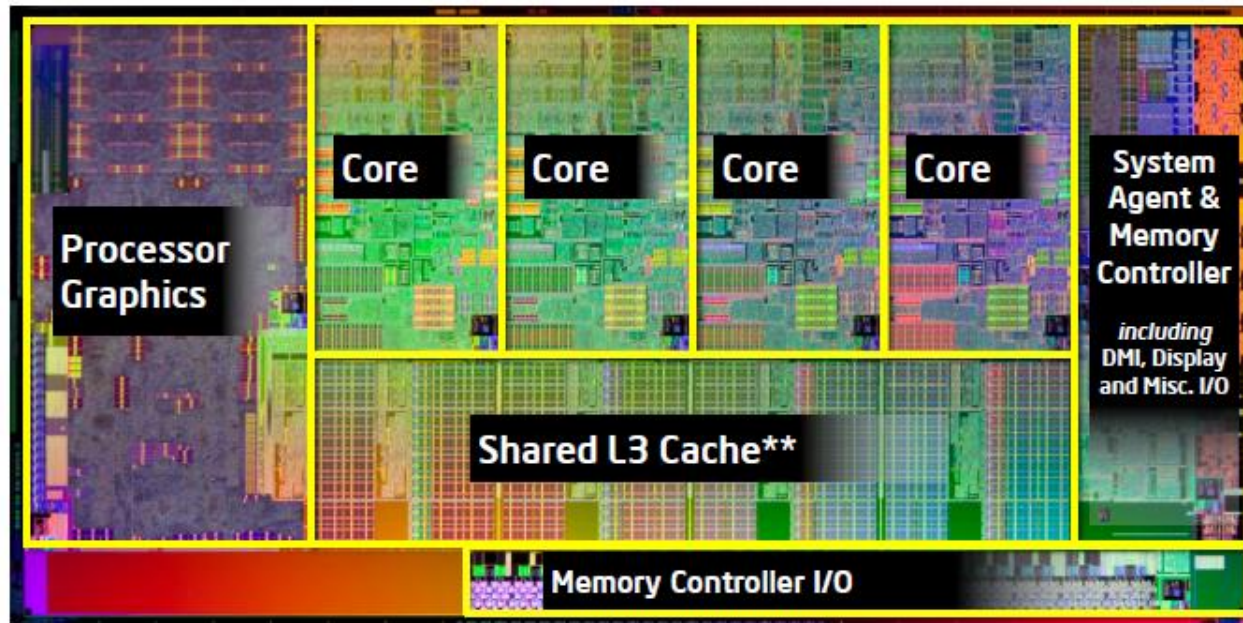 Processor
Graphics
Core
Core
Core
Core
System
Agent &
Memory
Controller
including
DMI, Display
and Misc. I/O
Shared L3 Cache**
Memory Controller I/O